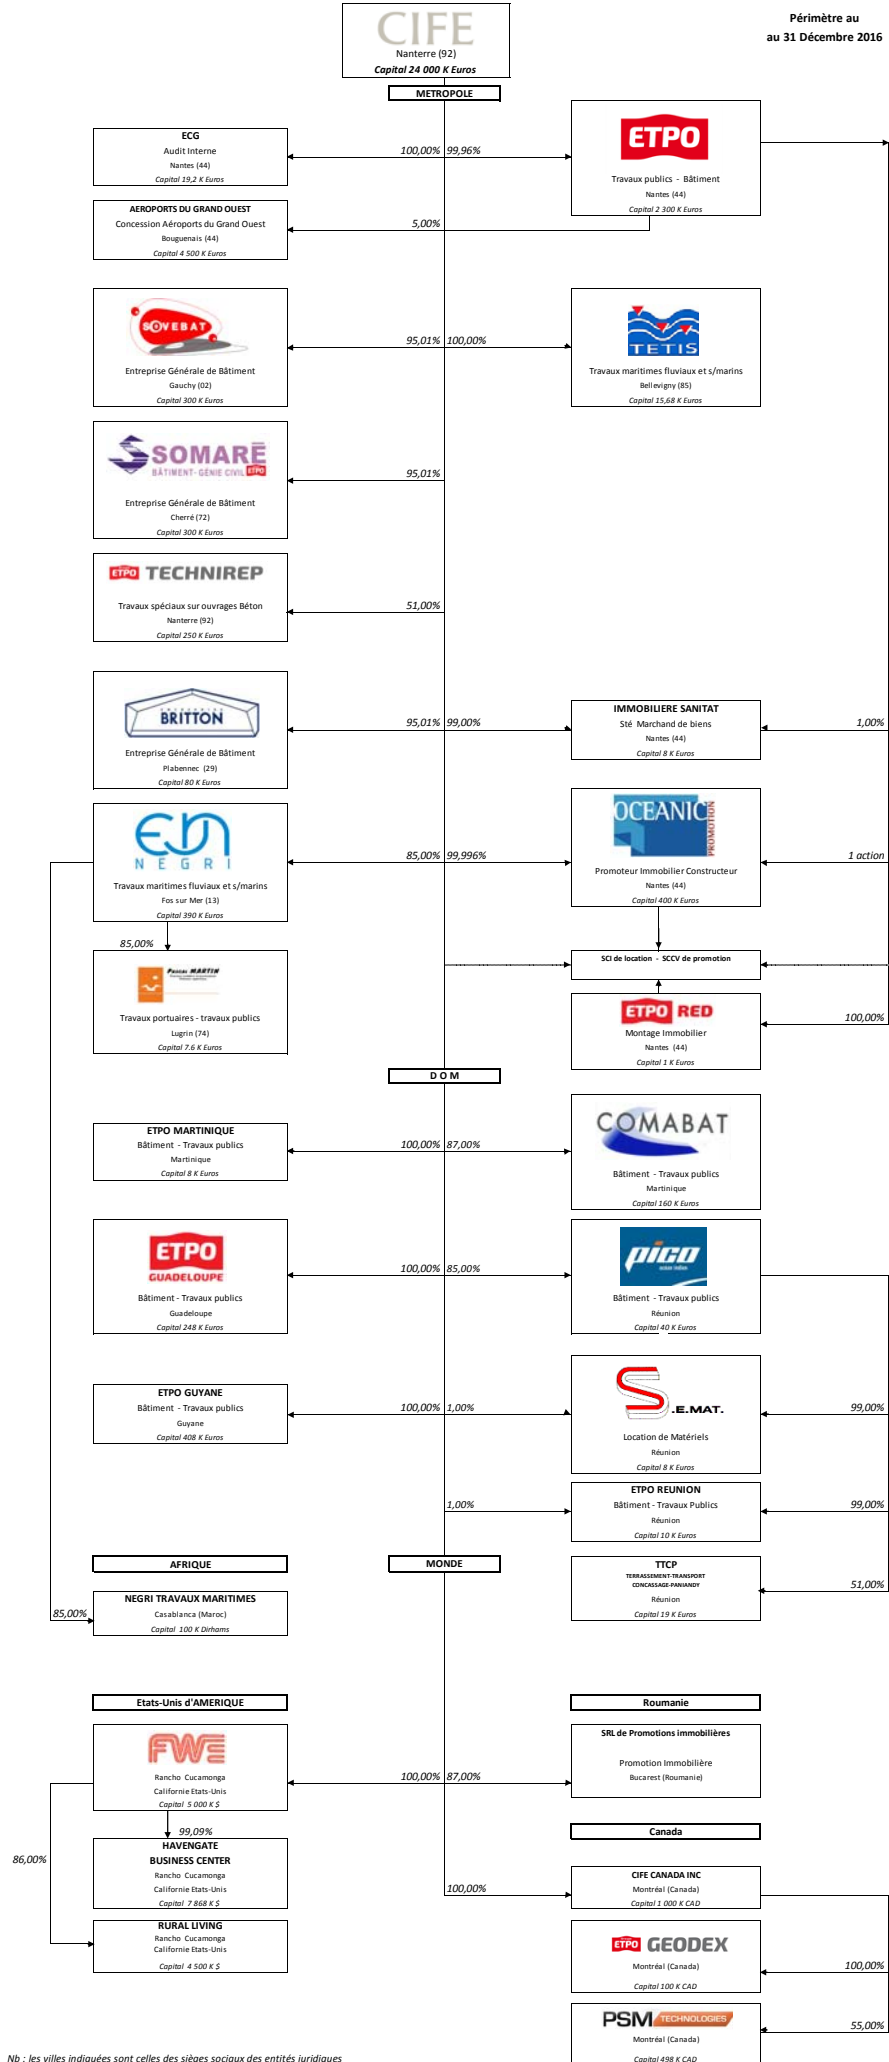 CIFE
Nanterre (92)
Capital 24 000 K Euros
Périmètre au
au 31 Décembre 2016
METROPOLE
ECG
Audit Interne
Nantes (44)
Capital 19,2 K Euros
100,00% 99,96%
ETPO
Travaux publics - Bâtiment
Nantes (44)
Capital 2 300 K Euros
AEROPORTS DU GRAND OUEST
Concession Aéroports du Grand Ouest
Bouguenais (44)
Capital 4 500 K Euros
5,00%
SOVEBAT
Entreprise Générale de Bâtiment
Gauchy (02)
Capital 300 K Euros
95,01% 100,00%
TETIS
Travaux maritimes fluviaux et s/marins
Bellevigny (85)
Capital 15,68 K Euros
SOMARÉ
BÂTIMENT - GÉNIE CIVIL ETPO
Entreprise Générale de Bâtiment
Cherré (72)
Capital 300 K Euros
95,01%
ETPO TECHNIREP
Travaux spéciaux sur ouvrages Béton
Nanterre (92)
Capital 250 K Euros
51,00%
ENTREPRISE
BRITTON
Entreprise Générale de Bâtiment
Plabennec (29)
Capital 80 K Euros
95,01% 99,00%
IMMOBILIERE SANITAT
Sté Marchand de biens
Nantes (44)
Capital 8 K Euros
1,00%
NEGRI
Travaux maritimes fluviaux et s/marins
Fos sur Mer (13)
Capital 390 K Euros
85,00% 99,996%
OCEANIC
PROMOTION
Promoteur Immobilier Constructeur
Nantes (44)
Capital 400 K Euros
1 action
85,00%
Pascal MARTIN
Travaux portuaires - travaux publics
Lugrin (74)
Capital 7.6 K Euros
SCI de location - SCCV de promotion
ETPO RED
Montage Immobilier
Nantes (44)
Capital 1 K Euros
100,00%
D O M
ETPO MARTINIQUE
Bâtiment - Travaux publics
Martinique
Capital 8 K Euros
100,00% 87,00%
COMABAT
Bâtiment - Travaux publics
Martinique
Capital 160 K Euros
ETPO
GUADELOUPE
Bâtiment - Travaux publics
Guadeloupe
Capital 248 K Euros
100,00% 85,00%
pico
océan indien
Bâtiment - Travaux publics
Réunion
Capital 40 K Euros
ETPO GUYANE
Bâtiment - Travaux publics
Guyane
Capital 408 K Euros
100,00% 1,00%
S.E.MAT.
Location de Matériels
Réunion
Capital 8 K Euros
99,00%
1,00%
ETPO REUNION
Bâtiment - Travaux Publics
Réunion
Capital 10 K Euros
99,00%
AFRIQUE
MONDE
TTCP
TERRASSEMENT-TRANSPORT
CONCASSAGE-PANIANDY
Réunion
Capital 19 K Euros
51,00%
85,00%
NEGRI TRAVAUX MARITIMES
Casablanca (Maroc)
Capital 100 K Dirhams
Etats-Unis d'AMERIQUE
Roumanie
FWE
Rancho Cucamonga
Californie Etats-Unis
Capital 5 000 K $
100,00% 87,00%
SRL de Promotions immobilières
Promotion Immobilière
Bucarest (Roumanie)
99,09%
86,00%
HAVENGATE
BUSINESS CENTER
Rancho Cucamonga
Californie Etats-Unis
Capital 7 868 K $
Canada
100,00%
CIFE CANADA INC
Montréal (Canada)
Capital 1 000 K CAD
RURAL LIVING
Rancho Cucamonga
Californie Etats-Unis
Capital 4 500 K $
ETPO GEODEX
Montréal (Canada)
Capital 100 K CAD
100,00%
PSM TECHNOLOGIES
Montréal (Canada)
Capital 498 K CAD
55,00%
Nb : les villes indiquées sont celles des sièges sociaux des entités juridiques